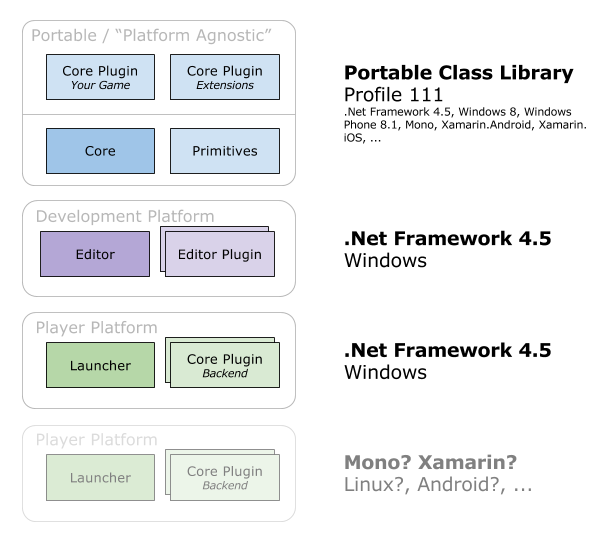 Portable / “Platform Agnostic”
Core Plugin
Your Game
Core Plugin
Extensions
Core
Primitives
Portable Class Library
Profile 111
.Net Framework 4.5, Windows 8, Windows
Phone 8.1, Mono, Xamarin.Android, Xamarin.
iOS, ...
Development Platform
Editor
Editor Plugin
.Net Framework 4.5
Windows
Player Platform
Launcher
Core Plugin
Backend
.Net Framework 4.5
Windows
Player Platform
Launcher
Core Plugin
Backend
Mono? Xamarin?
Linux?, Android?, ...